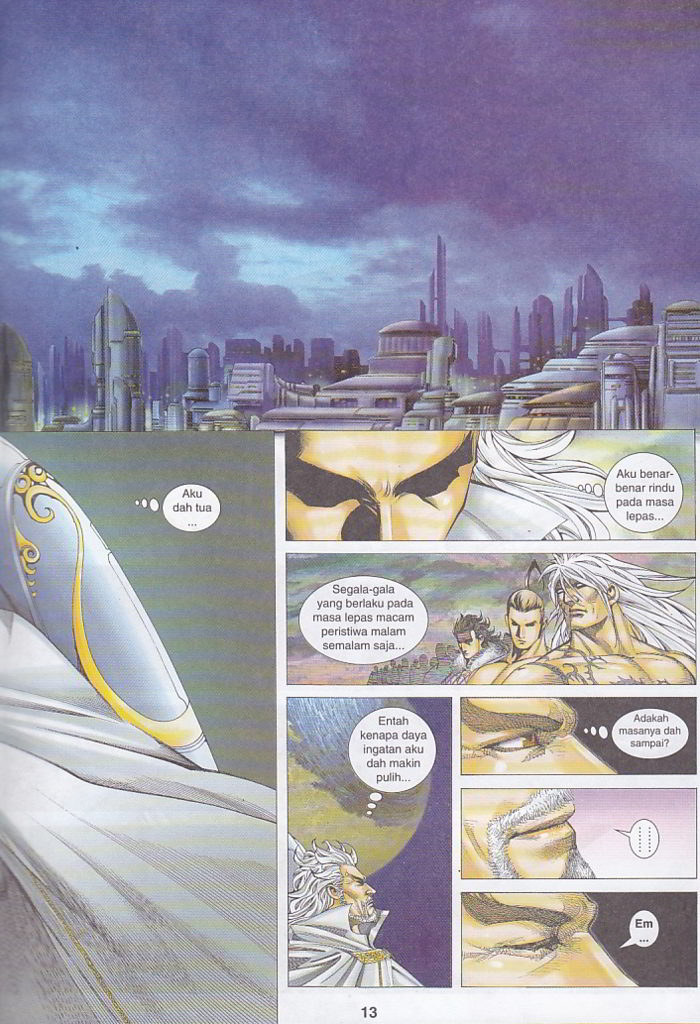 Aku
dah tua
...
Aku benar-
benar rindu
pada masa
lepas...
Segala-gala
yang berlaku pada
masa lepas macam
peristiwa malam
semalam saja...
Entah
kenapa daya
ingatan aku
dah makin
pulih...
Adakah
masanya dah
sampai?
Em
...
13